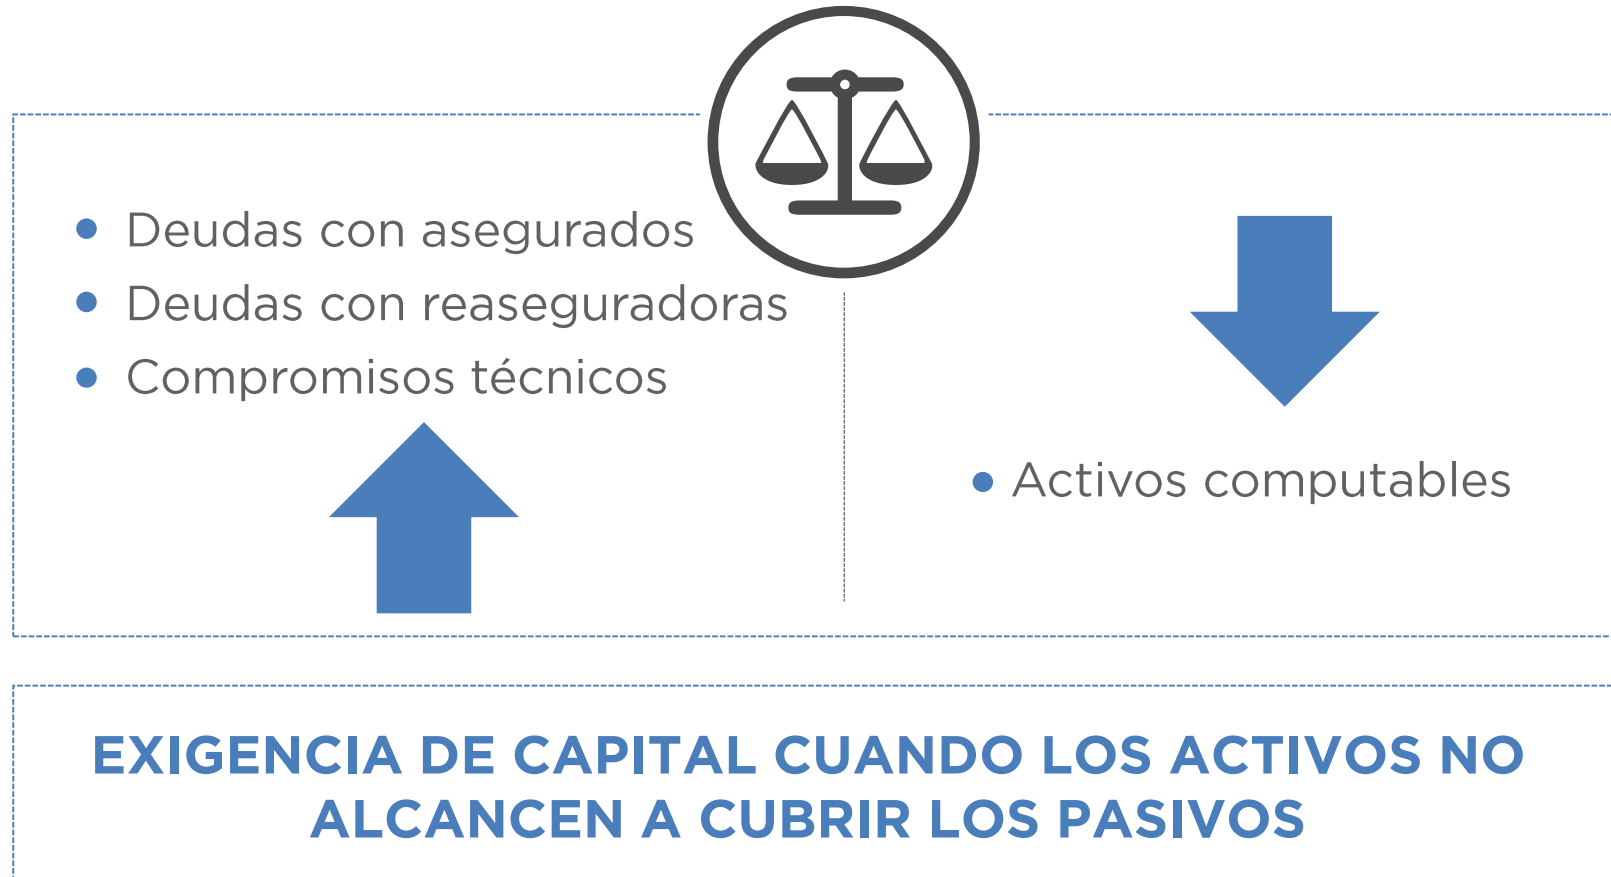 Deudas con asegurados
Deudas con reaseguradoras
Compromisos técnicos
Activos computables
EXIGENCIA DE CAPITAL CUANDO LOS ACTIVOS NO
ALCANCEN A CUBRIR LOS PASIVOS